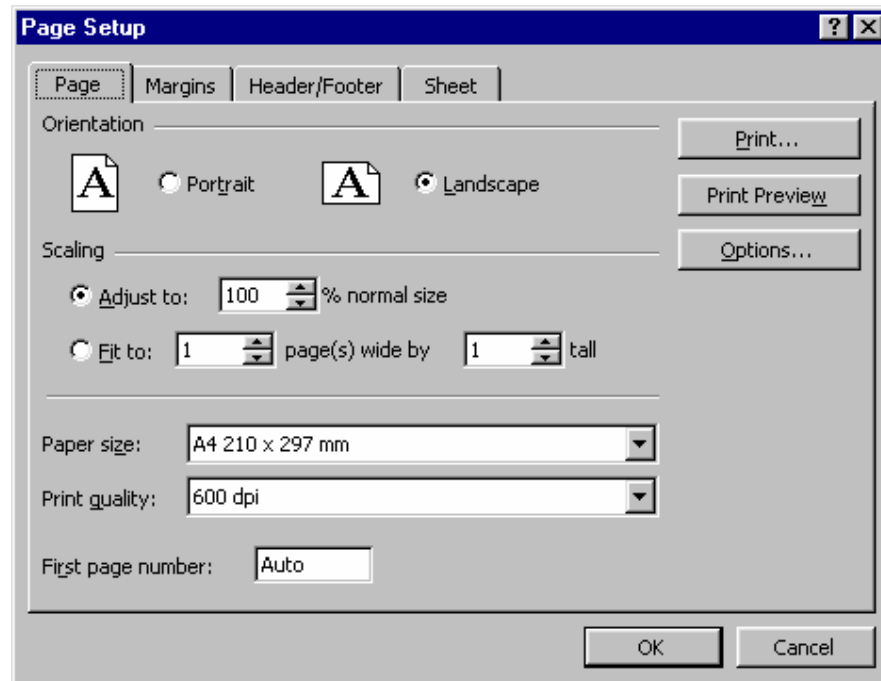 Page Setup
Page Margins Header/Footer Sheet
Orientation
A Portrait A Landscape
Print...
Print Preview
Options...
Scaling
Adjust to: 100 % normal size
Fit to: 1 page(s) wide by 1 tall
Paper size: A4 210 x 297 mm
Print quality: 600 dpi
First page number: Auto
OK Cancel